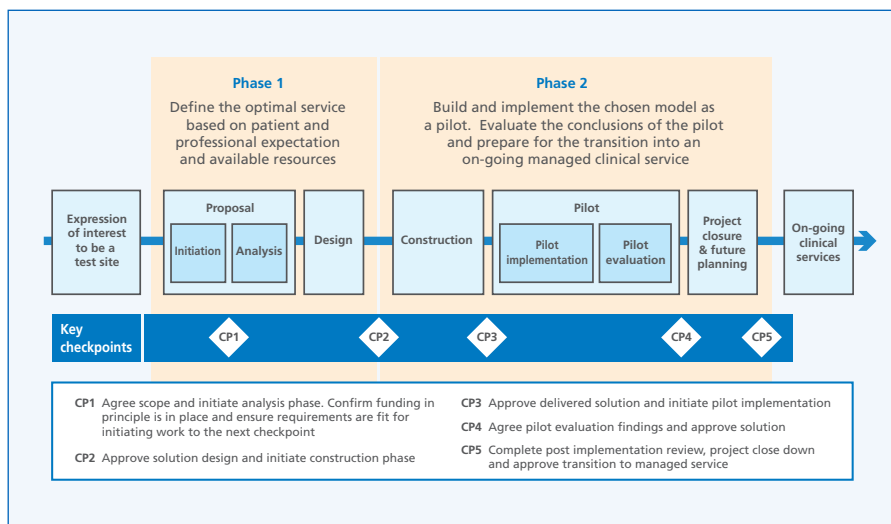 Phase 1
Define the optimal service
based on patient and
professional expectation
and available resources
Phase 2
Build and implement the chosen model as
a pilot. Evaluate the conclusions of the pilot
and prepare for the transition into an
on-going managed clinical service
Expression
of interest
to be a
test site
Proposal
Initiation
Analysis
Design
Construction
Pilot
Pilot
implementation
Pilot
evaluation
Project
closure
& future
planning
On-going
clinical
services
Key
checkpoints
CP1
CP2
CP3
CP4
CP5
CP1 Agree scope and initiate analysis phase. Confirm funding in
principle is in place and ensure requirements are fit for
initiating work to the next checkpoint
CP2 Approve solution design and initiate construction phase
CP3 Approve delivered solution and initiate pilot implementation
CP4 Agree pilot evaluation findings and approve solution
CP5 Complete post implementation review, project close down
and approve transition to managed service